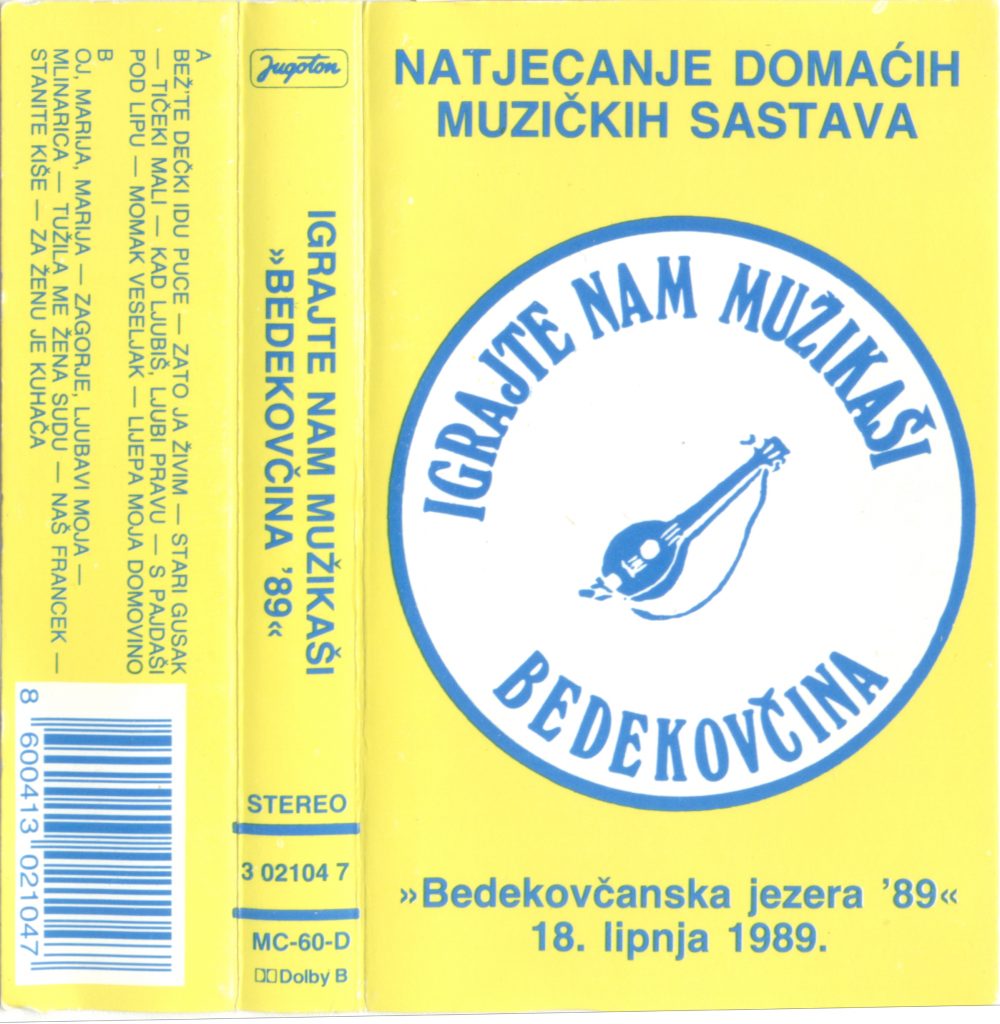 A
BEŽ'TE DEČKI IDU PUCE — ZATO JA ŽIVIM — STARI GUSAK
— TIČEKI MALI — KAD LJUBIŠ, LJUBI PRAVU — S PAJDAŠI
POD LIPU — MOMAK VESELJAK — LIJEPA MOJA DOMOVINO
B
OJ, MARIJA, MARIJA — ZAGORJE, LJUBAVI MOJA —
MLINARICA — TUŽILA ME ŽENA SUDU — NAŠ FRANCEK —
STANITE KIŠE — ZA ŽENU JE KUHAČA
8 600413 021047
Jugoton
IGRAJTE NAM MUŽIKAŠI
»BEDEKOVČINA '89«
STEREO
3 02104 7
MC-60-D
Dolby B
NATJECANJE DOMAĆIH
MUZIČKIH SASTAVA
IGRAJTE NAM MUŽIKAŠI
BEDEKOVČINA
»Bedekovčanska jezera '89«
18. lipnja 1989.